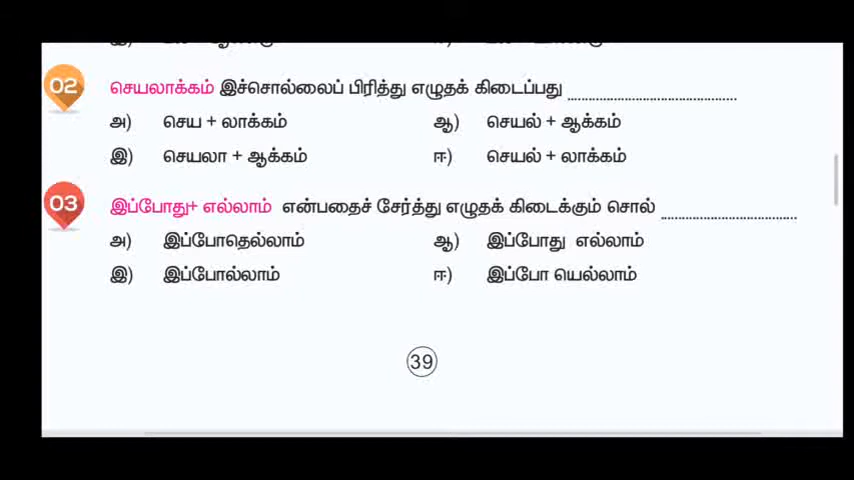 02 செயலாக்கம் இச்சொல்லைப் பிரித்து எழுதக் கிடைப்பது ............................................
அ) செய + லாக்கம் ஆ) செயல் + ஆக்கம்
இ) செயலா + ஆக்கம் ஈ) செயல் + லாக்கம்
03 இப்போது+ எல்லாம் என்பதைச் சேர்த்து எழுதக் கிடைக்கும் சொல் ....................................
அ) இப்போதெல்லாம் ஆ) இப்போது எல்லாம்
இ) இப்போல்லாம் ஈ) இப்போ யெல்லாம்
39